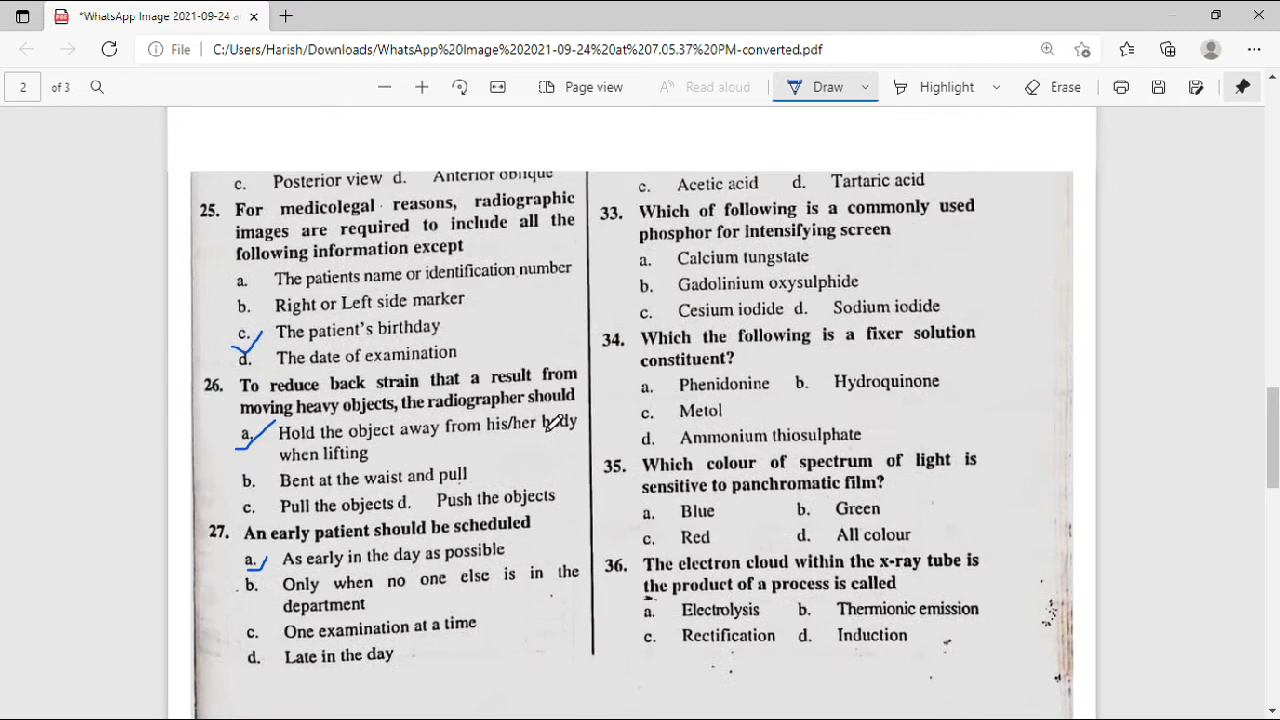 *WhatsApp Image 2021-09-24 a
File C:/Users/Harish/Downloads/WhatsApp%20Image%202021-09-24%20at%207.05.37%20PM-converted.pdf
2 of 3 Page view Read aloud Draw Highlight Erase
c. Posterior view d. Anterior oblique
25. For medicolegal reasons, radiographic
images are required to include all the
following information except
a. The patients name or identification number
b. Right or Left side marker
c. The patient's birthday
d. The date of examination
26. To reduce back strain that a result from
moving heavy objects, the radiographer should
a. Hold the object away from his/her body
when lifting
b. Bent at the waist and pull
c. Pull the objects d. Push the objects
27. An early patient should be scheduled
a. As early in the day as possible
b. Only when no one else is in the
department
c. One examination at a time
d. Late in the day
c. Acetic acid d. Tartaric acid
33. Which of following is a commonly used
phosphor for intensifying screen
a. Calcium tungstate
b. Gadolinium oxysulphide
c. Cesium iodide d. Sodium iodide
34. Which the following is a fixer solution
constituent?
a. Phenidonine b. Hydroquinone
c. Metol
d. Ammonium thiosulphate
35. Which colour of spectrum of light is
sensitive to panchromatic film?
a. Blue b. Green
c. Red d. All colour
36. The electron cloud within the x-ray tube is
the product of a process is called
a. Electrolysis b. Thermionic emission
c. Rectification d. Induction